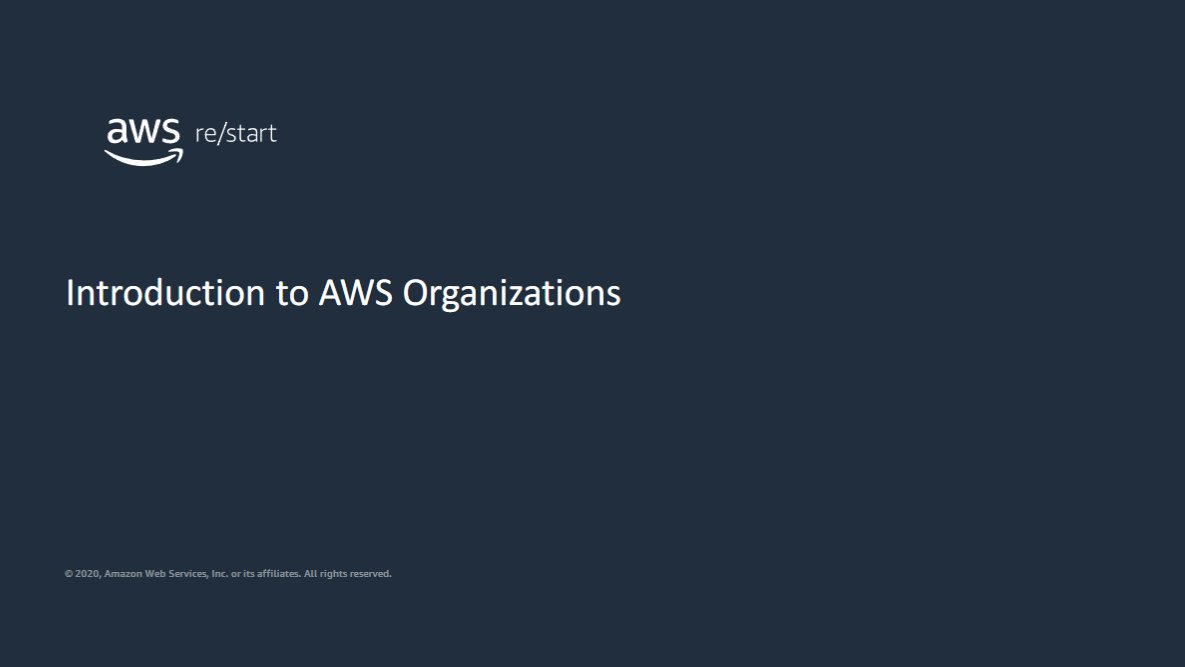 aws re/start
Introduction to AWS Organizations
© 2020, Amazon Web Services, Inc. or its affiliates. All rights reserved.